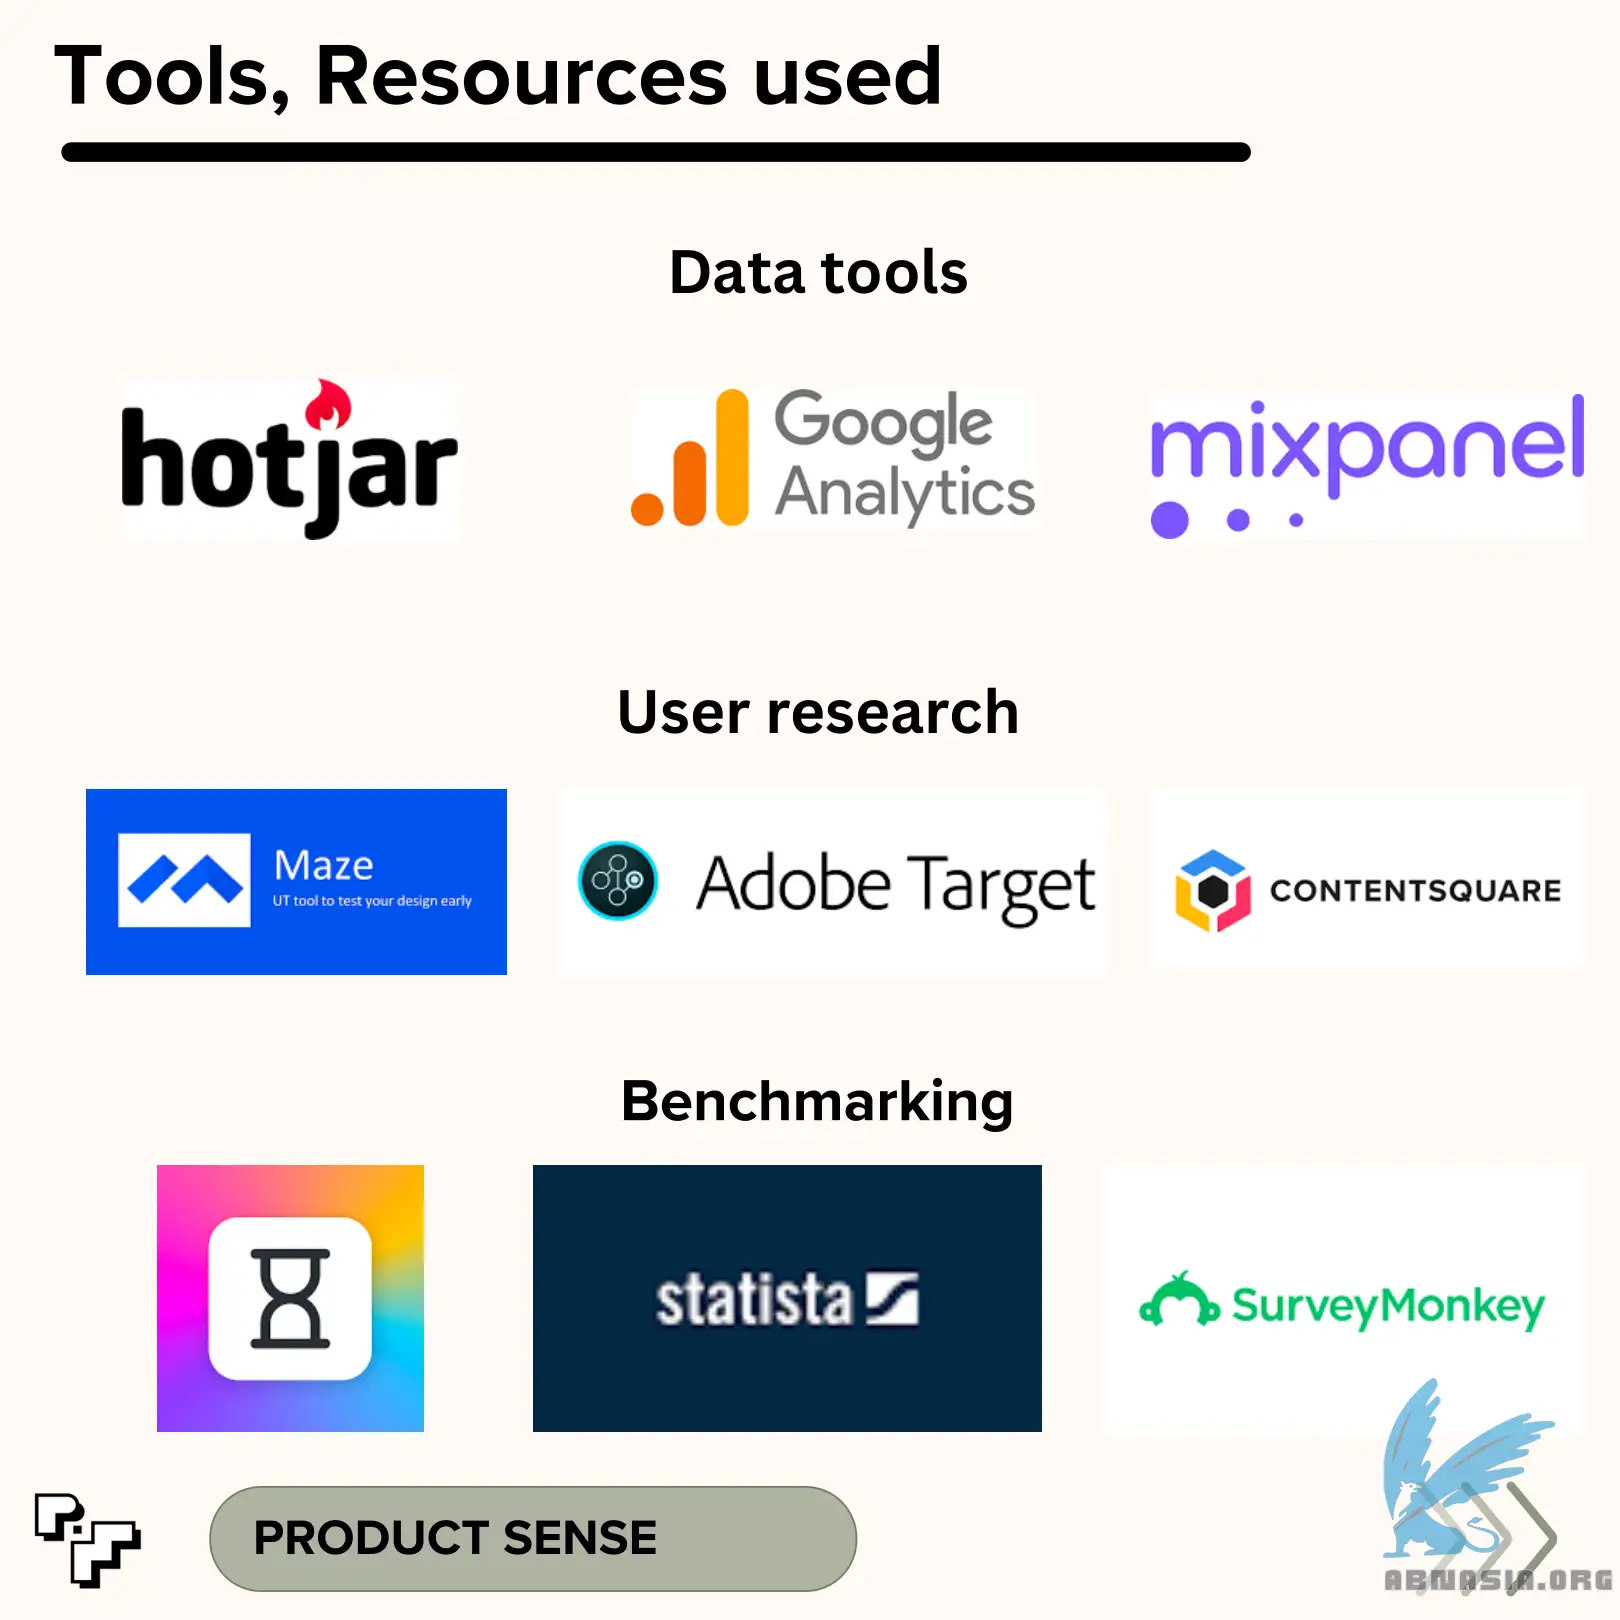 Tools, Resources used
Data tools
hotjar
Google
Analytics
mixpanel
User research
Maze
UT tool to test your design early
Adobe Target
CONTENTSQUARE
Benchmarking
statista
SurveyMonkey
PRODUCT SENSE
ABMASIA.ORG